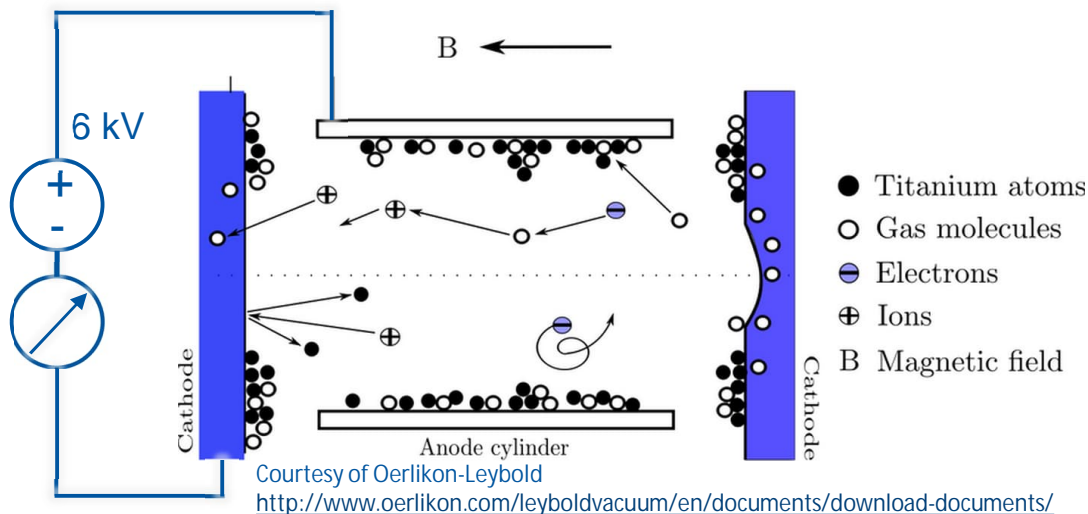 B
6 kV
+
-
Titanium atoms
Gas molecules
Electrons
Ions
B Magnetic field
Cathode
Cathode
Anode cylinder
Courtesy of Oerlikon-Leybold
http://www.oerlikon.com/leyboldvacuum/en/documents/download-documents/